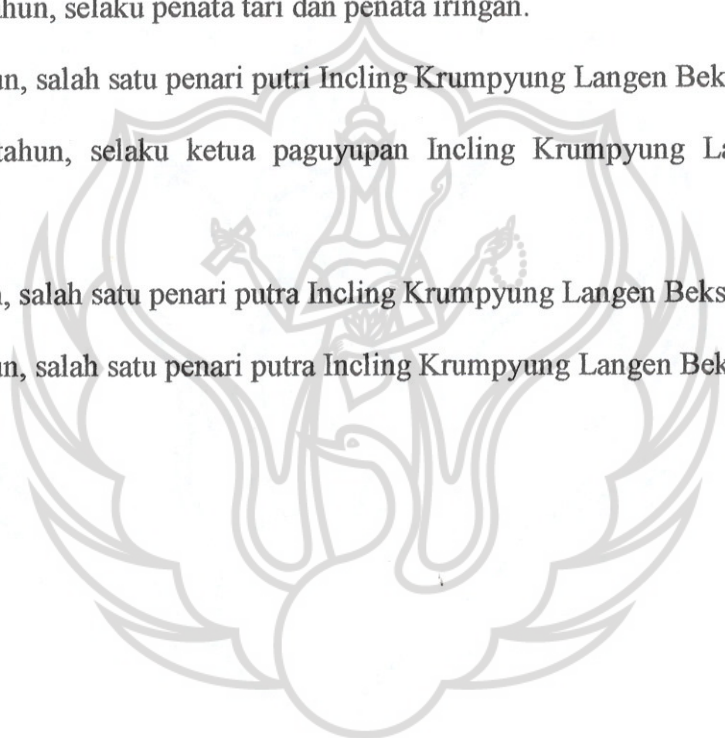 hun, selaku penata tari dan penata iringan.
un, salah satu penari putri Incling Krumpyung Langen Bek
tahun, selaku ketua paguyupan Incling Krumpyung La
, salah satu penari putra Incling Krumpyung Langen Beks
un, salah satu penari putra Incling Krumpyung Langen Bek